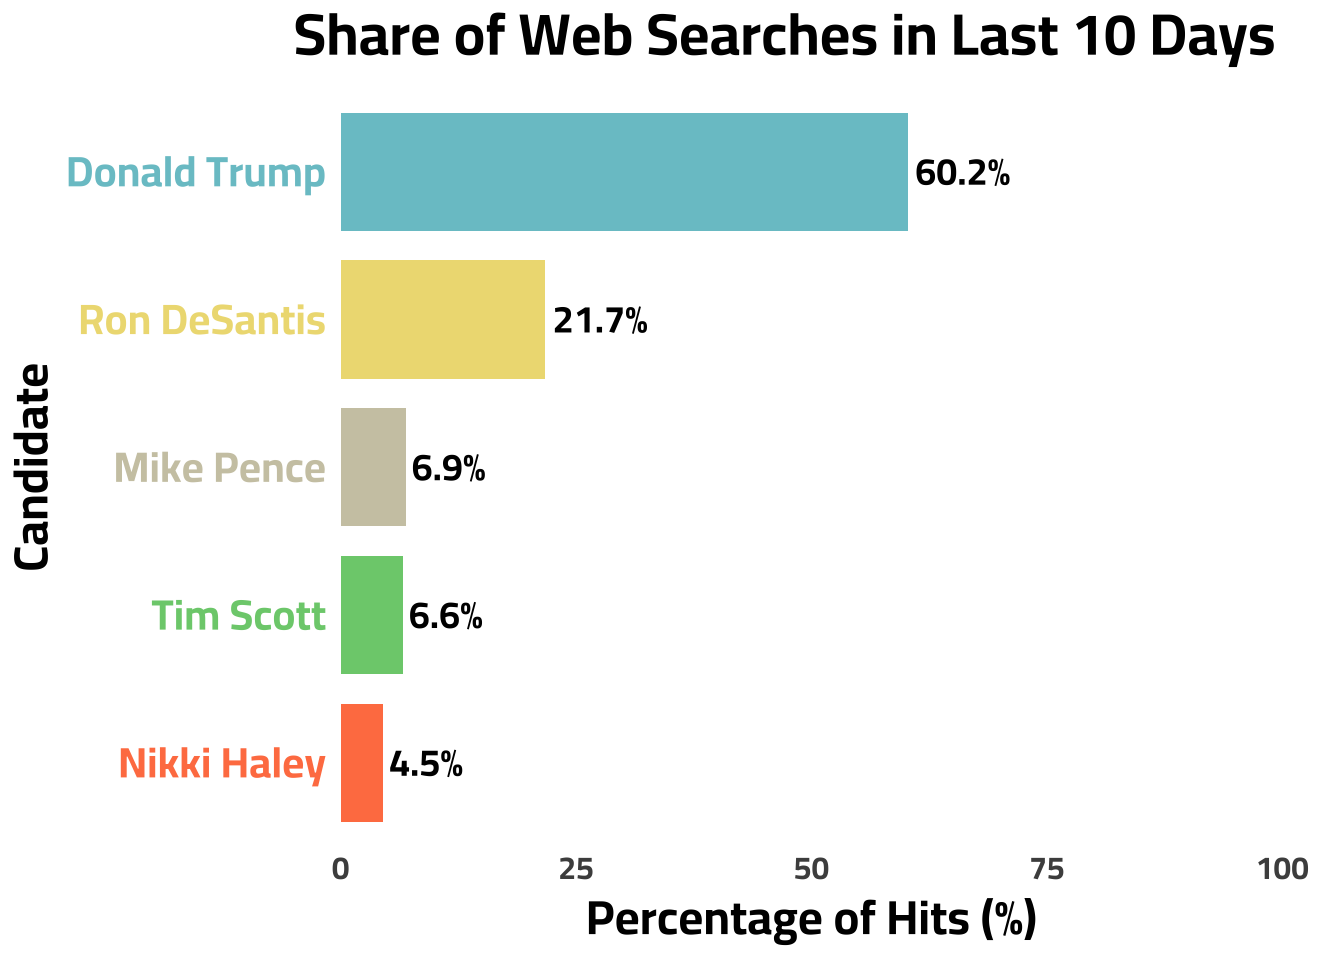 Share of Web Searches in Last 10 Days
Donald Trump 60.2%
Ron DeSantis 21.7%
Mike Pence 6.9%
Tim Scott 6.6%
Nikki Haley 4.5%
Candidate
0 25 50 75 100
Percentage of Hits (%)